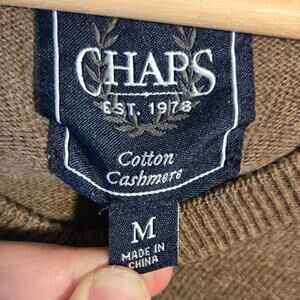 CHAPS
EST. 1978
Cotton
Cashmere
M
MADE IN
CHINA